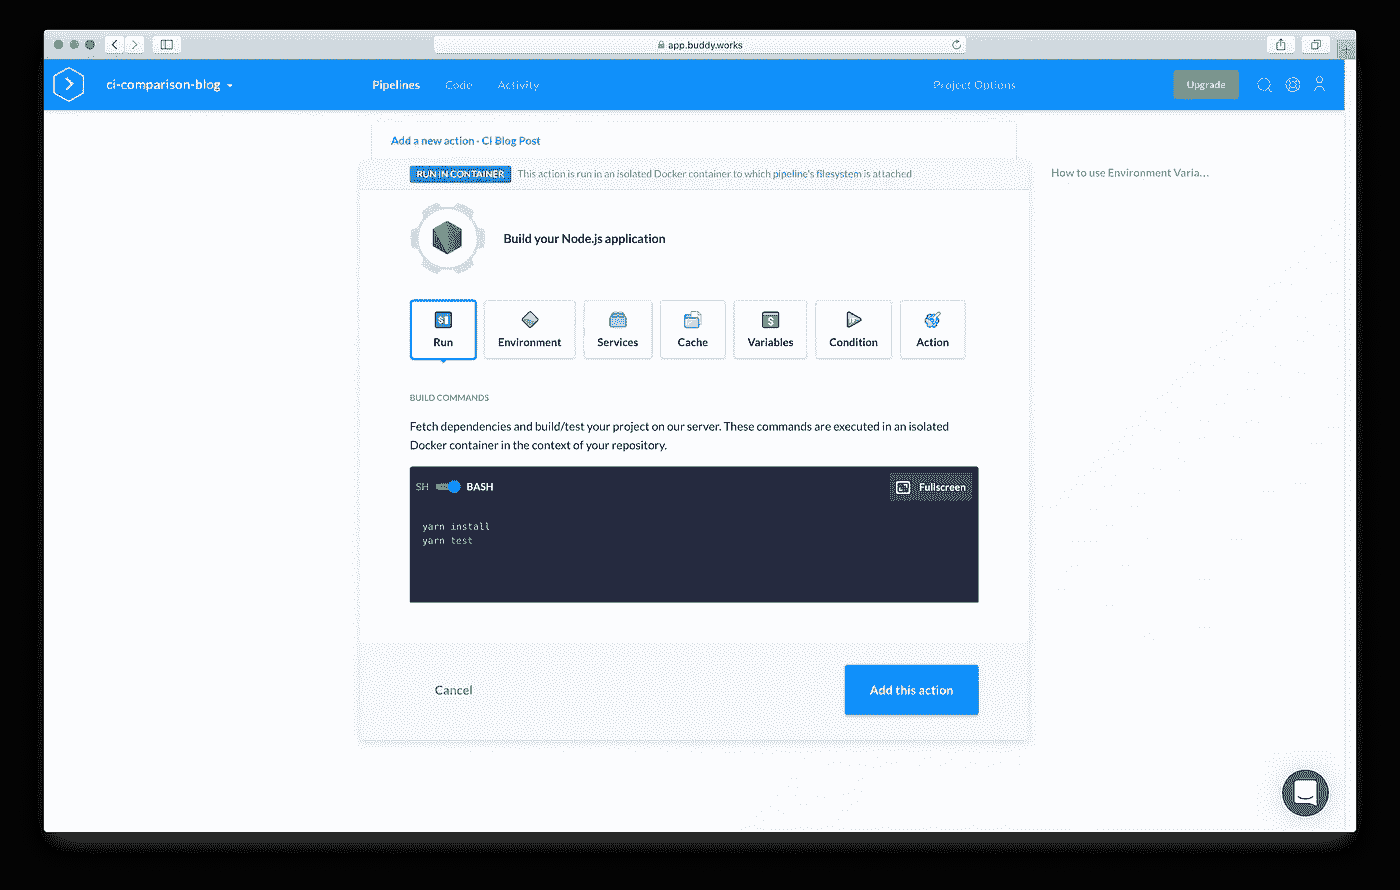 app.buddy.works
ci-comparison-blog
Pipelines Code Activity Project Options Upgrade
Add a new action - CI Blog Post
RUN IN CONTAINER This action is run in an isolated Docker container to which pipeline's filesystem is attached
How to use Environment Varia...
Build your Node.js application
$1
Run Environment Services Cache Variables Condition Action
BUILD COMMANDS
Fetch dependencies and build/test your project on our server. These commands are executed in an isolated
Docker container in the context of your repository.
SH BASH Fullscreen
yarn install
yarn test
Cancel Add this action